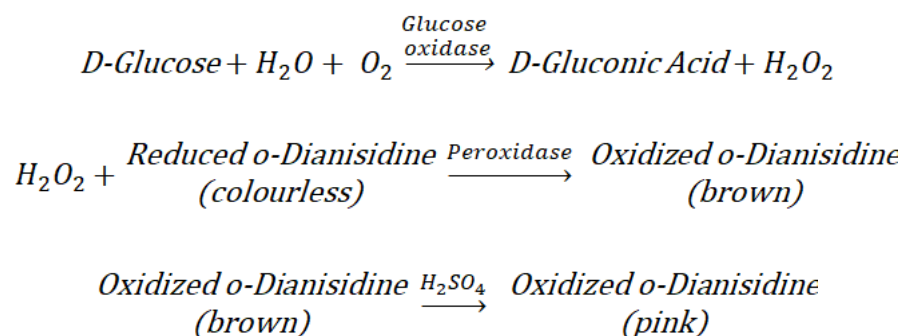 D-Glucose + H₂O + O₂ Glucose oxidase → D-Gluconic Acid + H₂O₂
H₂O₂ + Reduced o-Dianisidine (colourless) Peroxidase → Oxidized o-Dianisidine (brown)
Oxidized o-Dianisidine (brown) H₂SO₄ → Oxidized o-Dianisidine (pink)